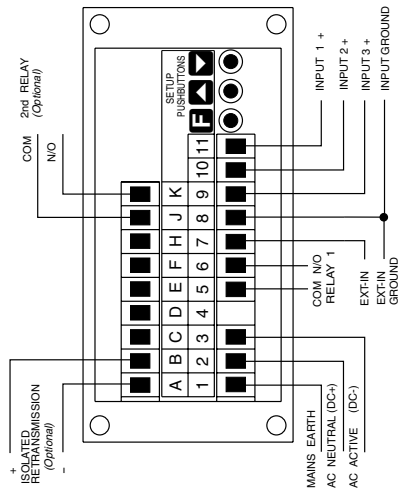 +
ISOLATED
RETRANSMISSION
(Optional)
−
COM
N/O
2nd RELAY
(Optional)
SETUP
PUSHBUTTONS
F
A B C D E F H J K
1 2 3 4 5 6 7 8 9 10 11
MAINS EARTH
AC NEUTRAL (DC+)
AC ACTIVE (DC-)
COM N/O
RELAY 1
EXT-IN
EXT-IN
GROUND
INPUT 1 +
INPUT 2 +
INPUT 3 +
INPUT GROUND